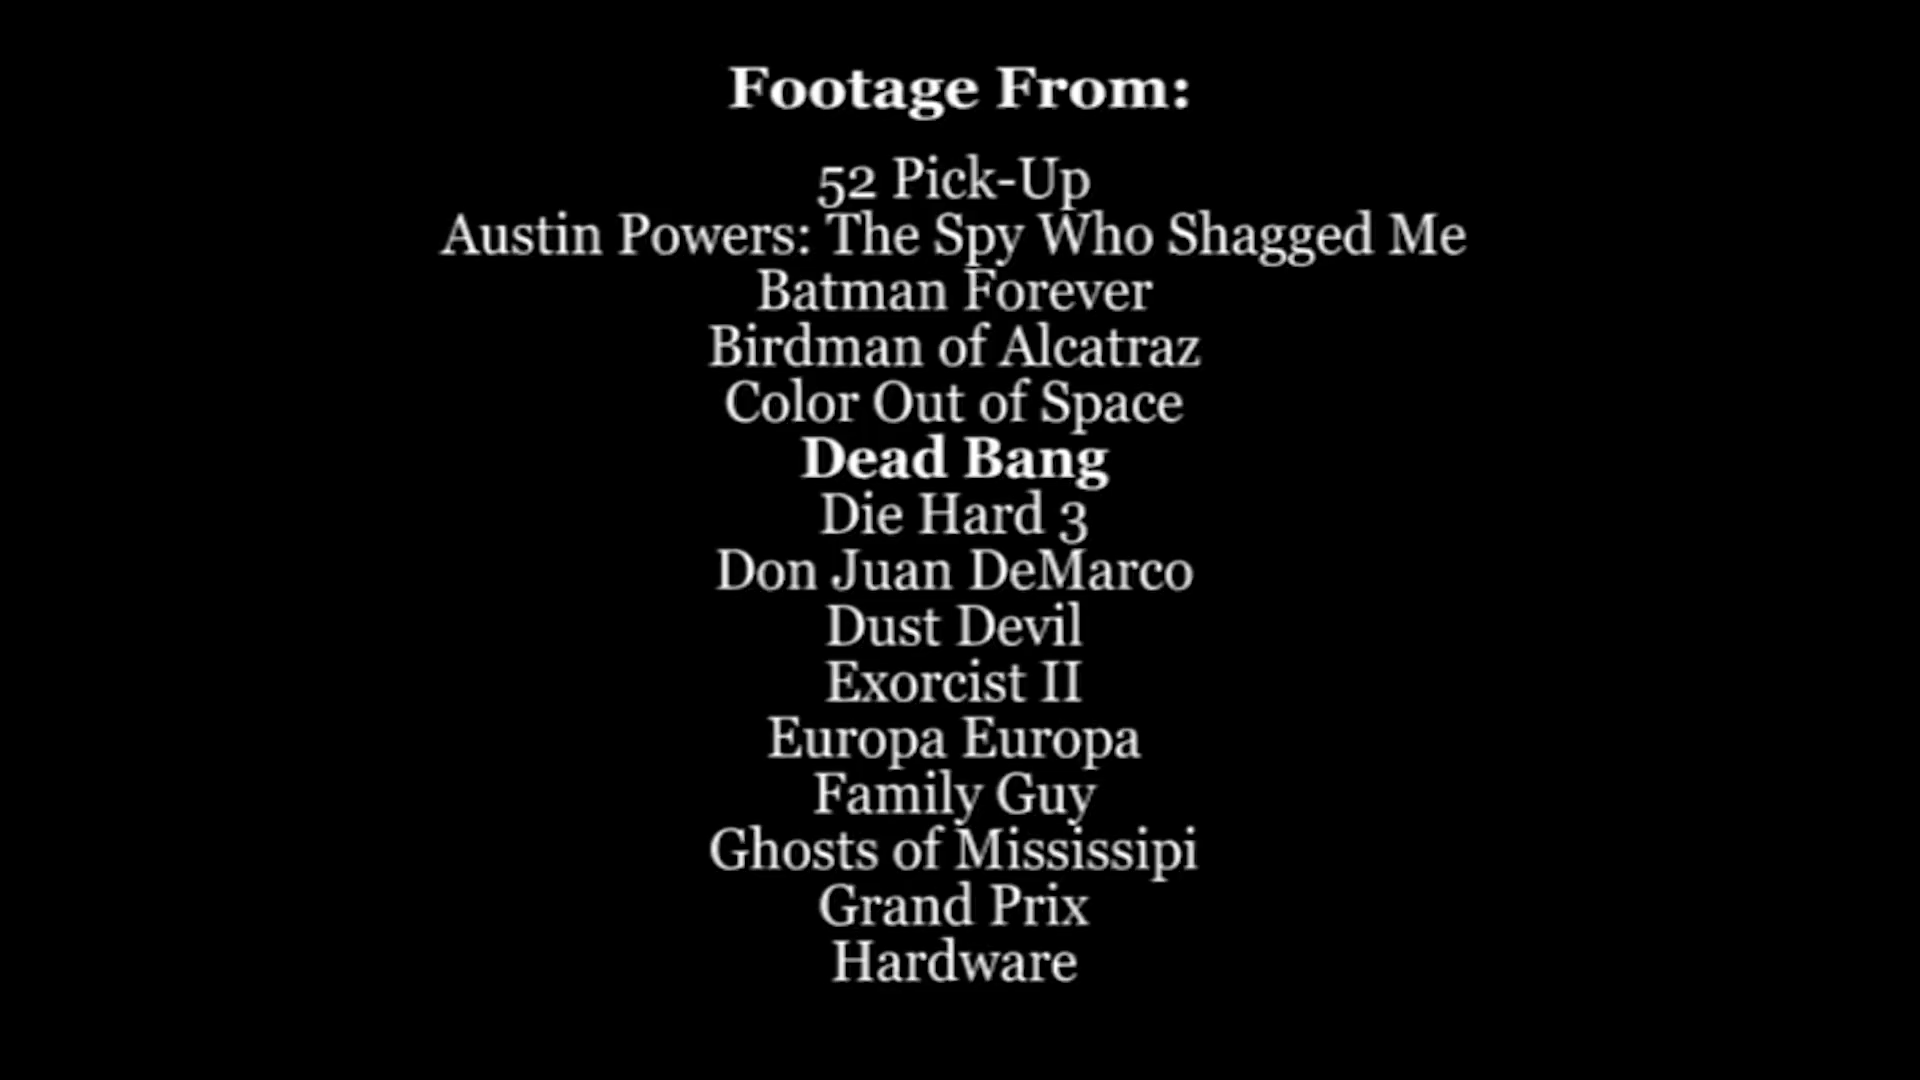 Footage From:
52 Pick-Up
Austin Powers: The Spy Who Shagged Me
Batman Forever
Birdman of Alcatraz
Color Out of Space
Dead Bang
Die Hard 3
Don Juan DeMarco
Dust Devil
Exorcist II
Europa Europa
Family Guy
Ghosts of Mississipi
Grand Prix
Hardware